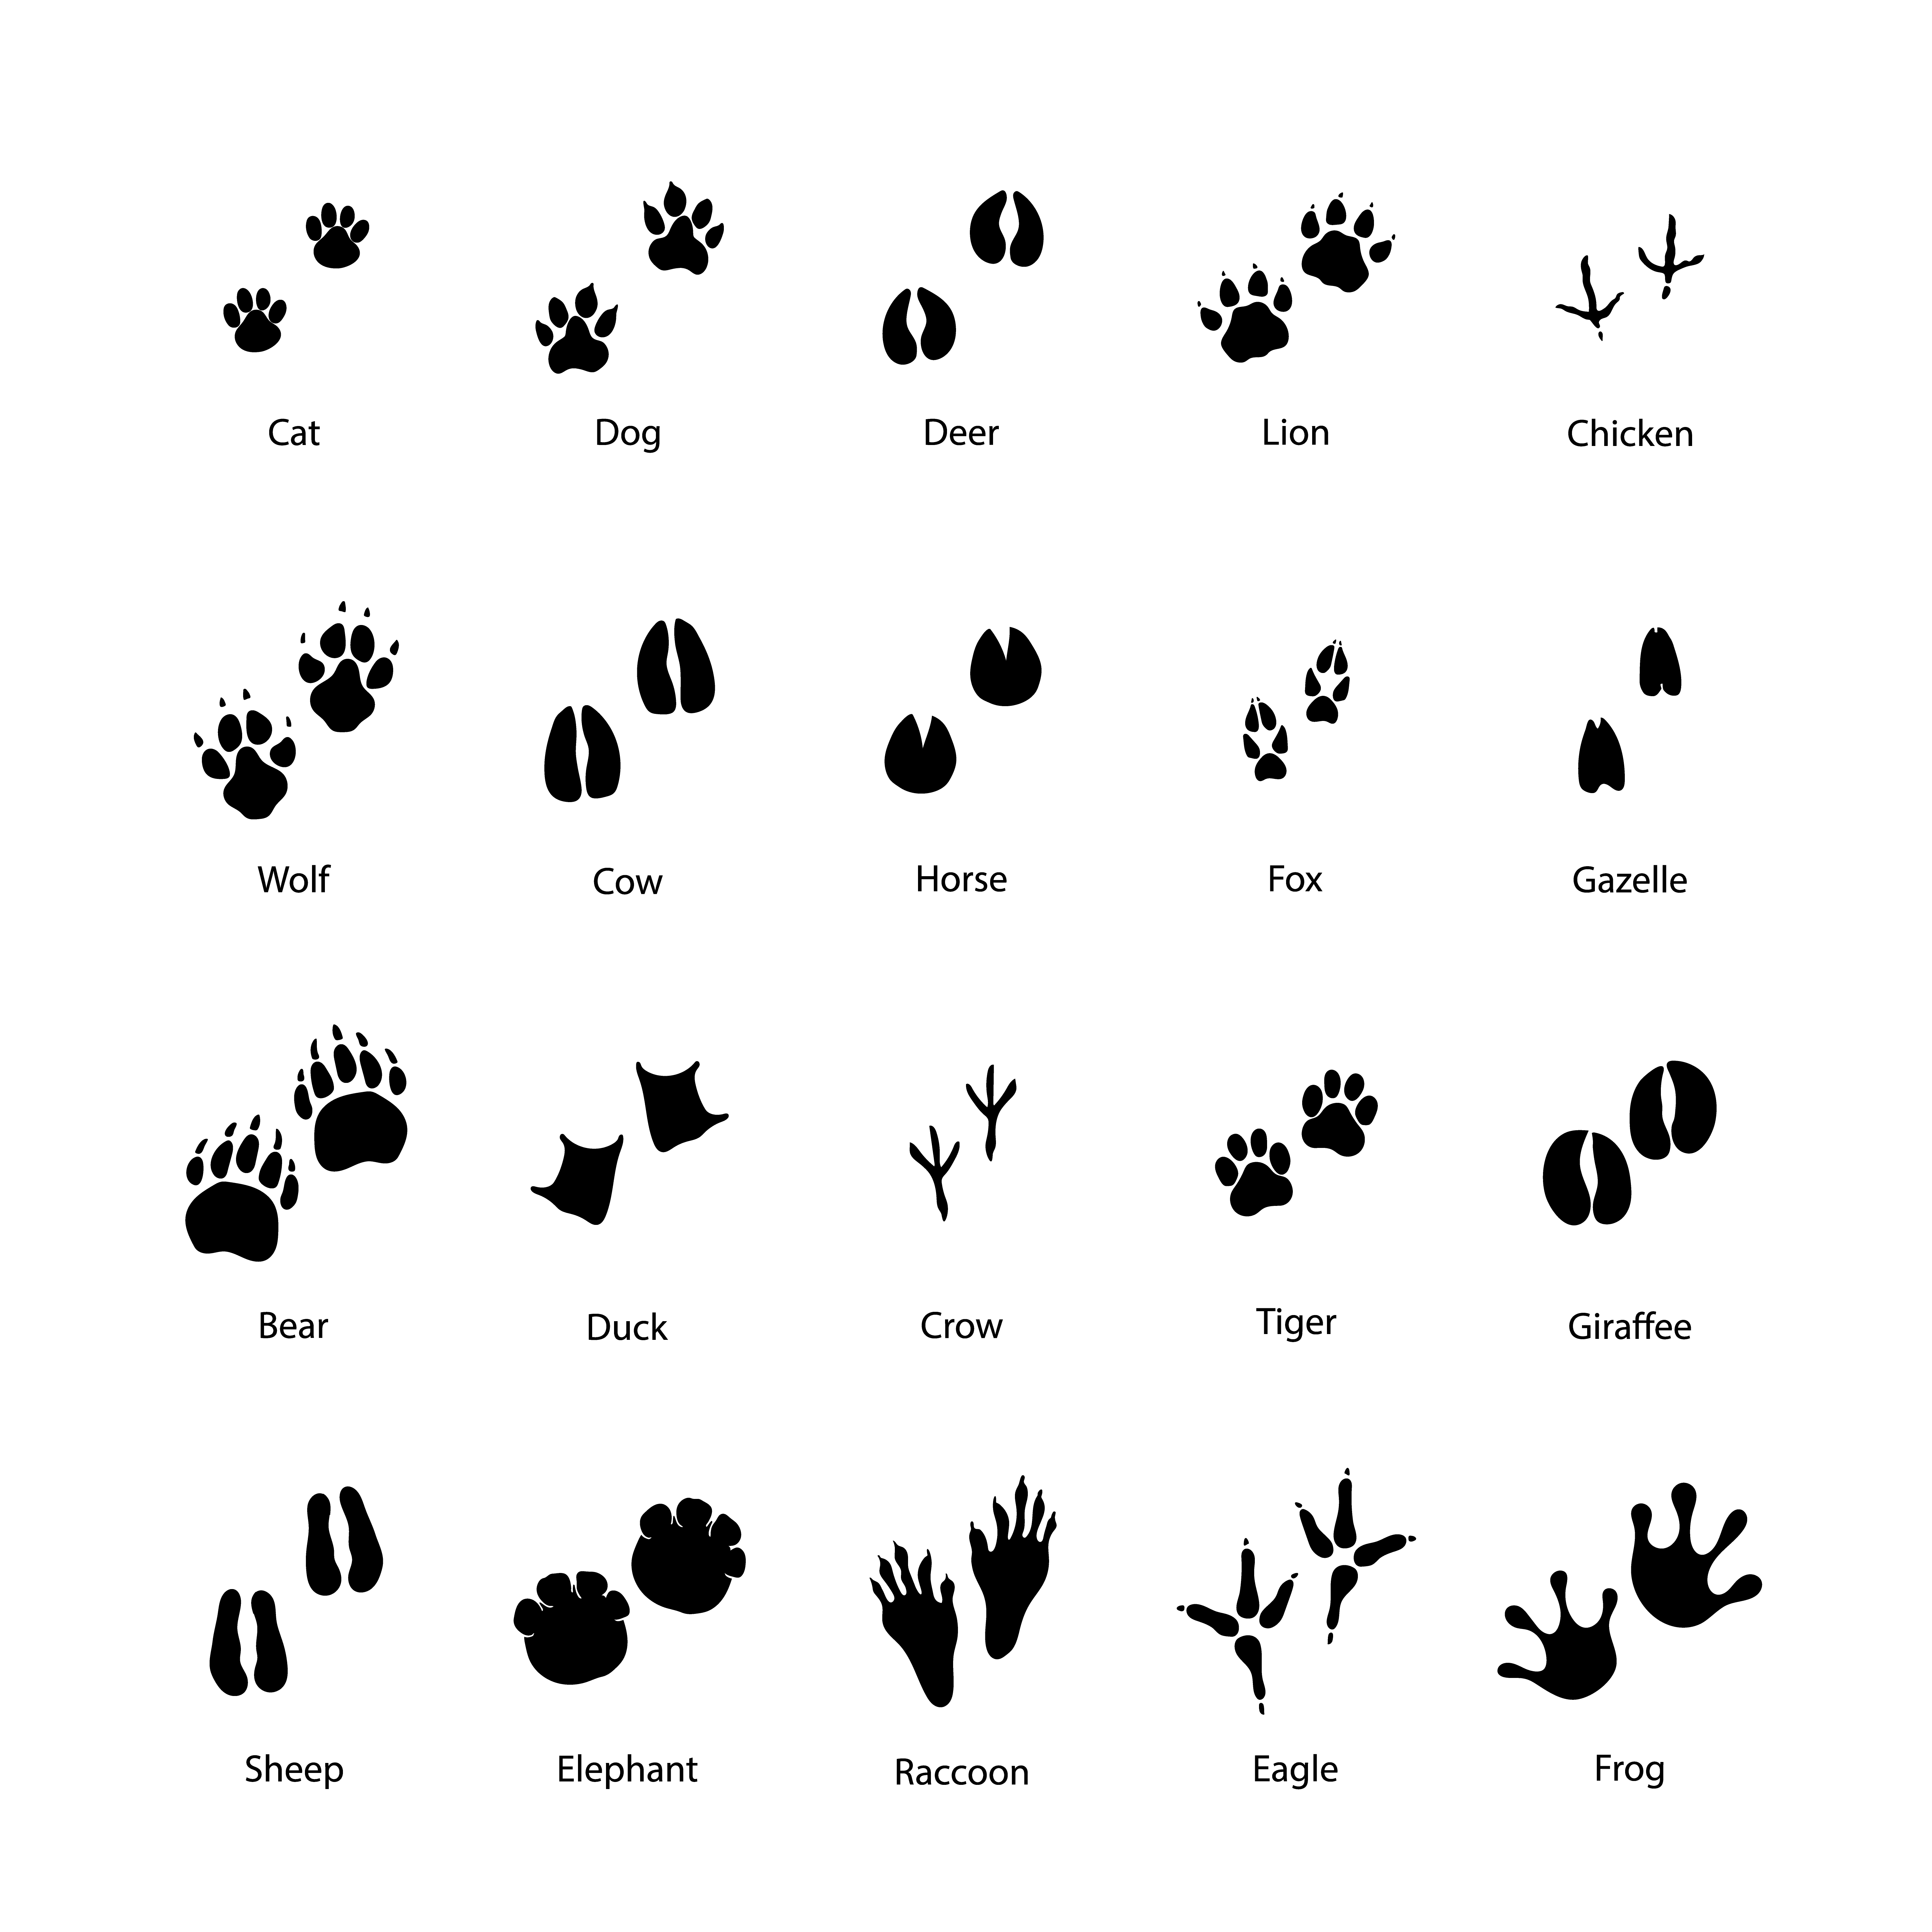 Cat
Dog
Deer
Lion
Chicken
Wolf
Cow
Horse
Fox
Gazelle
Bear
Duck
Crow
Tiger
Giraffee
Sheep
Elephant
Raccoon
Eagle
Frog